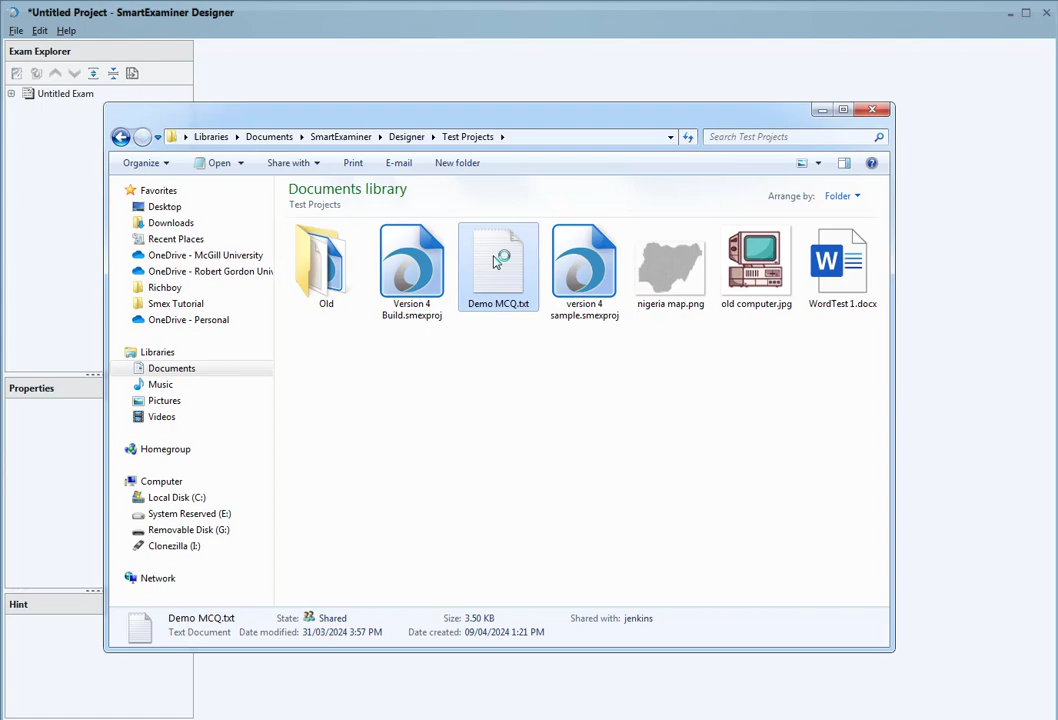 *Untitled Project - SmartExaminer Designer
File Edit Help
Exam Explorer
Untitled Exam
Libraries Documents SmartExaminer Designer Test Projects
Search Test Projects
Organize Open Share with Print E-mail New folder
Favorites
Desktop
Downloads
Recent Places
OneDrive - McGill University
OneDrive - Robert Gordon Univ
Richboy
Smex Tutorial
OneDrive - Personal
Libraries
Documents
Music
Pictures
Videos
Homegroup
Computer
Local Disk (C:)
System Reserved (E:)
Removable Disk (G:)
Clonezilla (I:)
Network
Documents library
Test Projects
Arrange by: Folder
Old
Version 4
Build.smexproj
Demo MCQ.txt
version 4
sample.smexproj
nigeria map.png
old computer.jpg
W
WordTest 1.docx
Properties
Hint
Demo MCQ.txt State: Shared Size: 3.50 KB Shared with: jenkins
Text Document Date modified: 31/03/2024 3:57 PM Date created: 09/04/2024 1:21 PM